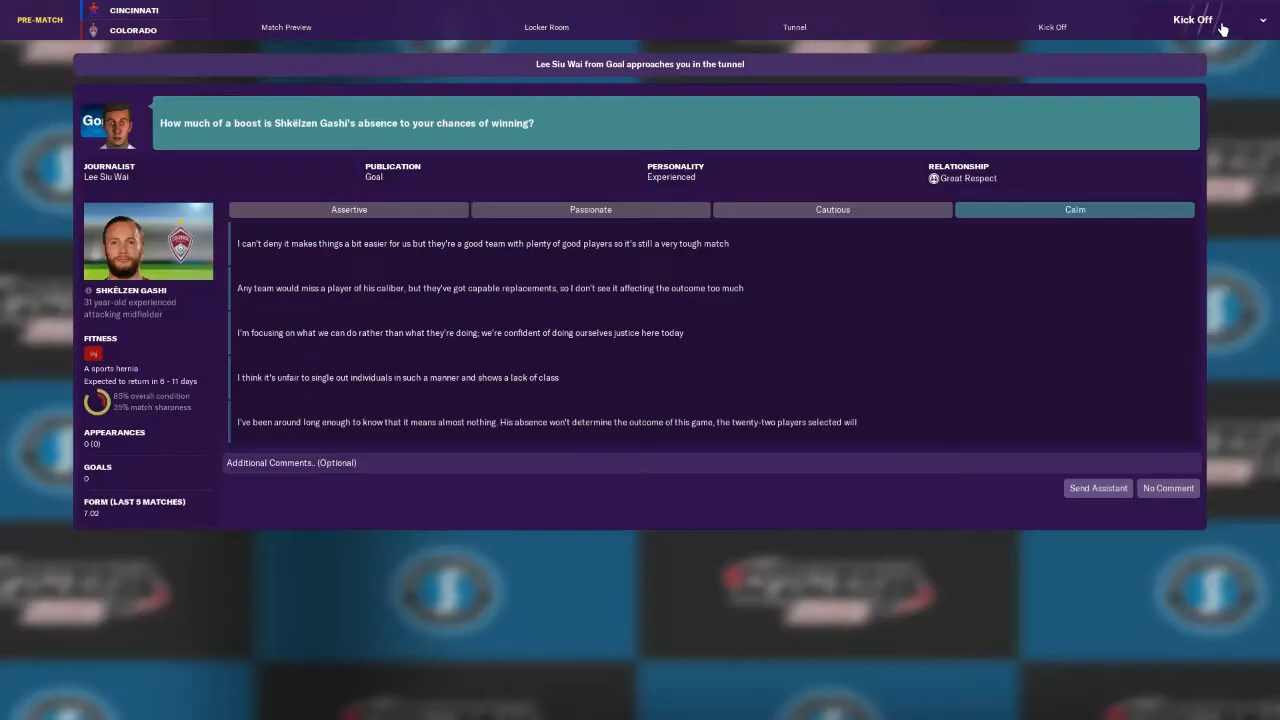 PRE-MATCH
CINCINNATI
COLORADO
Match Preview
Locker Room
Tunnel
Kick Off
Kick Off
Lee Siu Wai from Goal approaches you in the tunnel
Go
How much of a boost is Shkëlzen Gashi's absence to your chances of winning?
JOURNALIST
Lee Siu Wai
PUBLICATION
Goal
PERSONALITY
Experienced
RELATIONSHIP
Great Respect
Assertive
Passionate
Cautious
Calm
I can't deny it makes things a bit easier for us but they're a good team with plenty of good players so it's still a very tough match
Any team would miss a player of his caliber, but they've got capable replacements, so I don't see it affecting the outcome too much
I'm focusing on what we can do rather than what they're doing; we're confident of doing ourselves justice here today
I think it's unfair to single out individuals in such a manner and shows a lack of class
I've been around long enough to know that it means almost nothing. His absence won't determine the outcome of this game, the twenty-two players selected will
SHKËLZEN GASHI
31 year-old experienced
attacking midfielder
FITNESS
Inj
A sports hernia
Expected to return in 6 - 11 days
85% overall condition
35% match sharpness
APPEARANCES
0 (0)
GOALS
0
FORM (LAST 5 MATCHES)
7.02
Additional Comments.. (Optional)
Send Assistant
No Comment